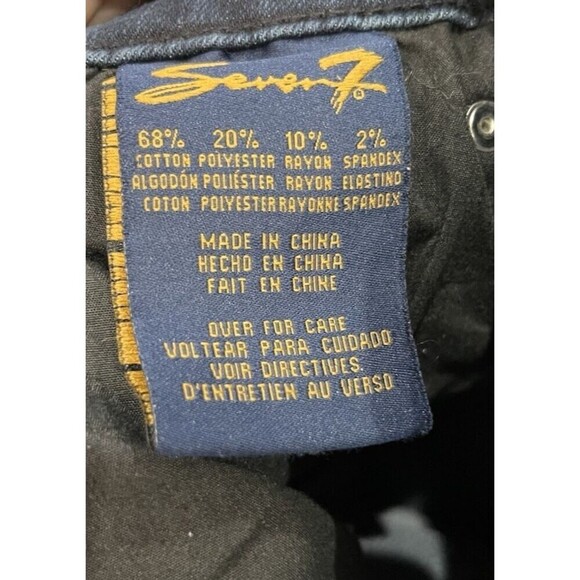 Seven7®
68% 20% 10% 2%
COTTON POLYESTER RAYON SPANDEX
ALGODÓN POLIÉSTER RAYON ELASTINO
COTON POLYESTER RAYONNE SPANDEX
MADE IN CHINA
HECHO EN CHINA
FAIT EN CHINE
OVER FOR CARE
VOLTEAR PARA CUIDADO
VOIR DIRECTIVES
D'ENTRETIEN AU VERSO